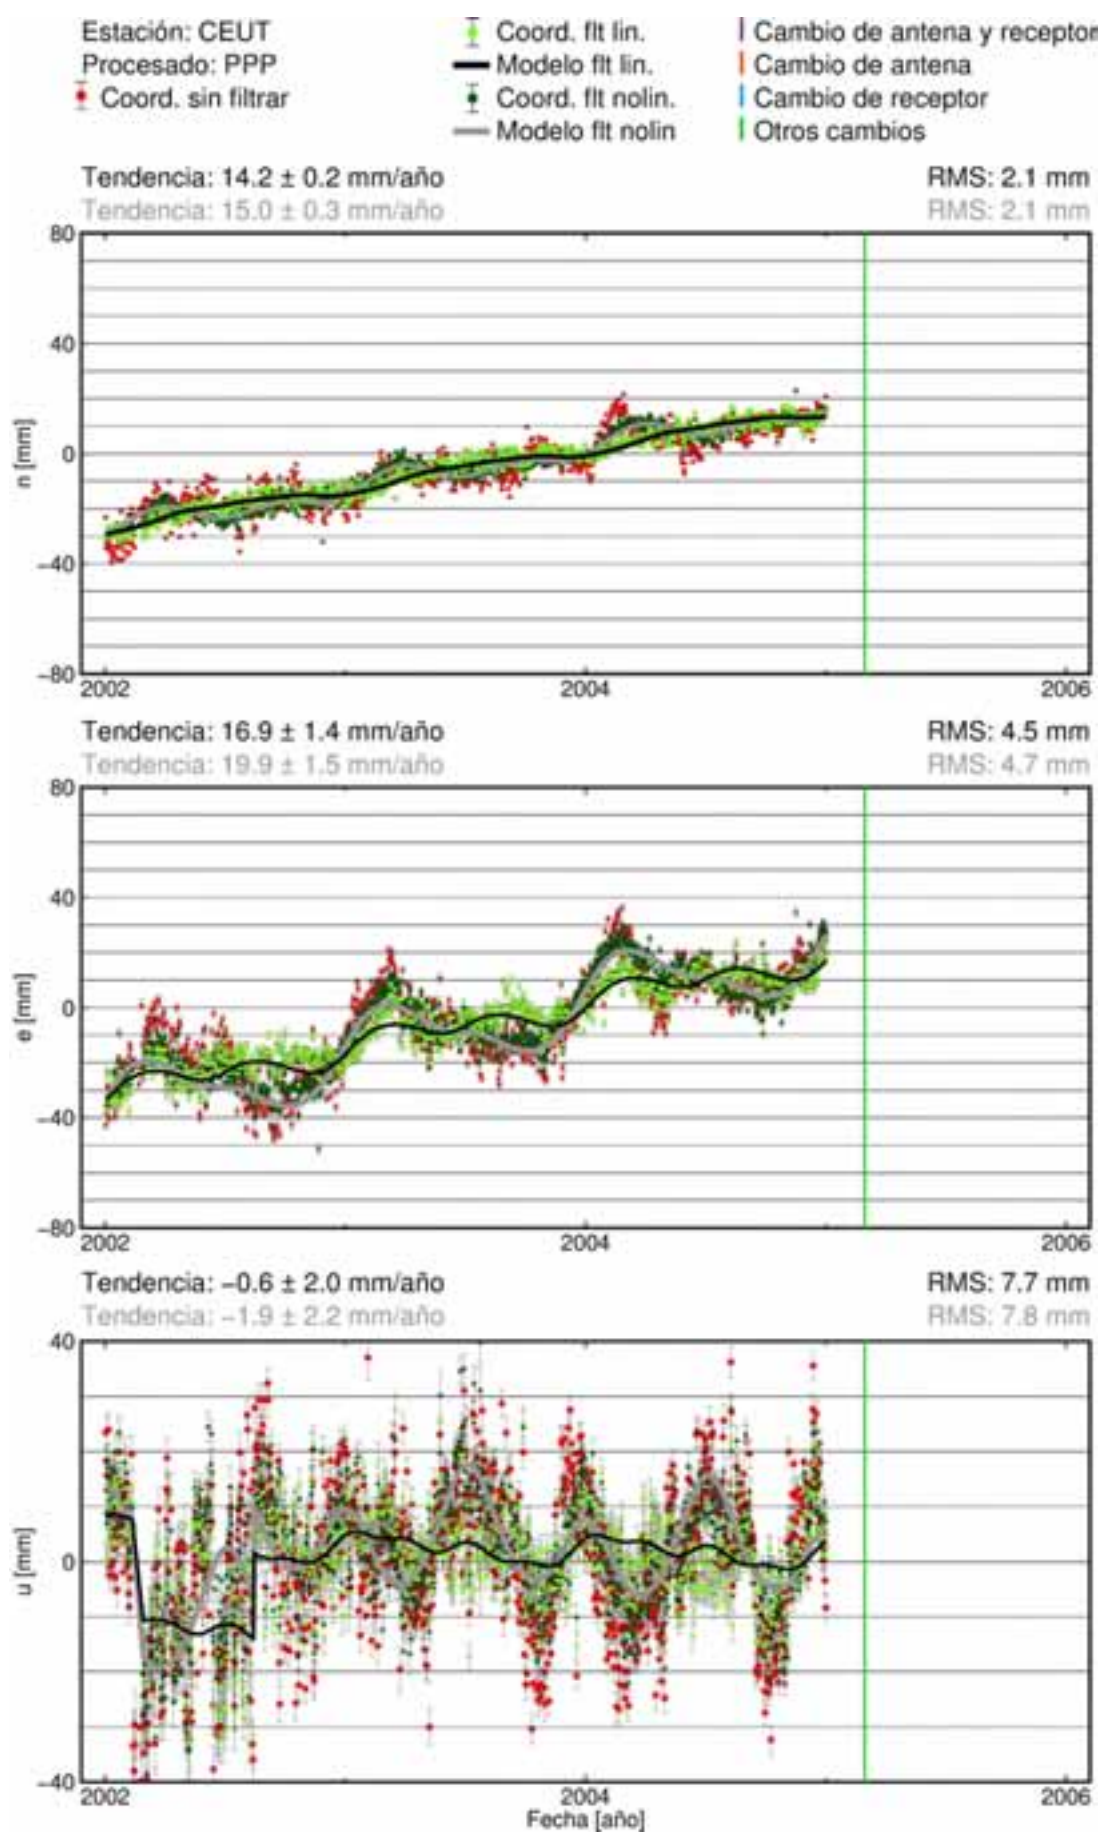 Estación: CEUT
Procesado: PPP
Coord. sin filtrar
Coord. flt lin.
Modelo flt lin.
Coord. flt nolin.
Modelo flt nolin
Cambio de antena y receptor
Cambio de antena
Cambio de receptor
Otros cambios
Tendencia: 14.2 ± 0.2 mm/año RMS: 2.1 mm
Tendencia: 15.0 ± 0.3 mm/año RMS: 2.1 mm
80
40
0
−40
−80
n [mm]
2002 2004 2006
Tendencia: 16.9 ± 1.4 mm/año RMS: 4.5 mm
Tendencia: 19.9 ± 1.5 mm/año RMS: 4.7 mm
80
40
0
−40
−80
e [mm]
2002 2004 2006
Tendencia: −0.6 ± 2.0 mm/año RMS: 7.7 mm
Tendencia: −1.9 ± 2.2 mm/año RMS: 7.8 mm
40
0
−40
u [mm]
2002 2004 2006
Fecha [año]